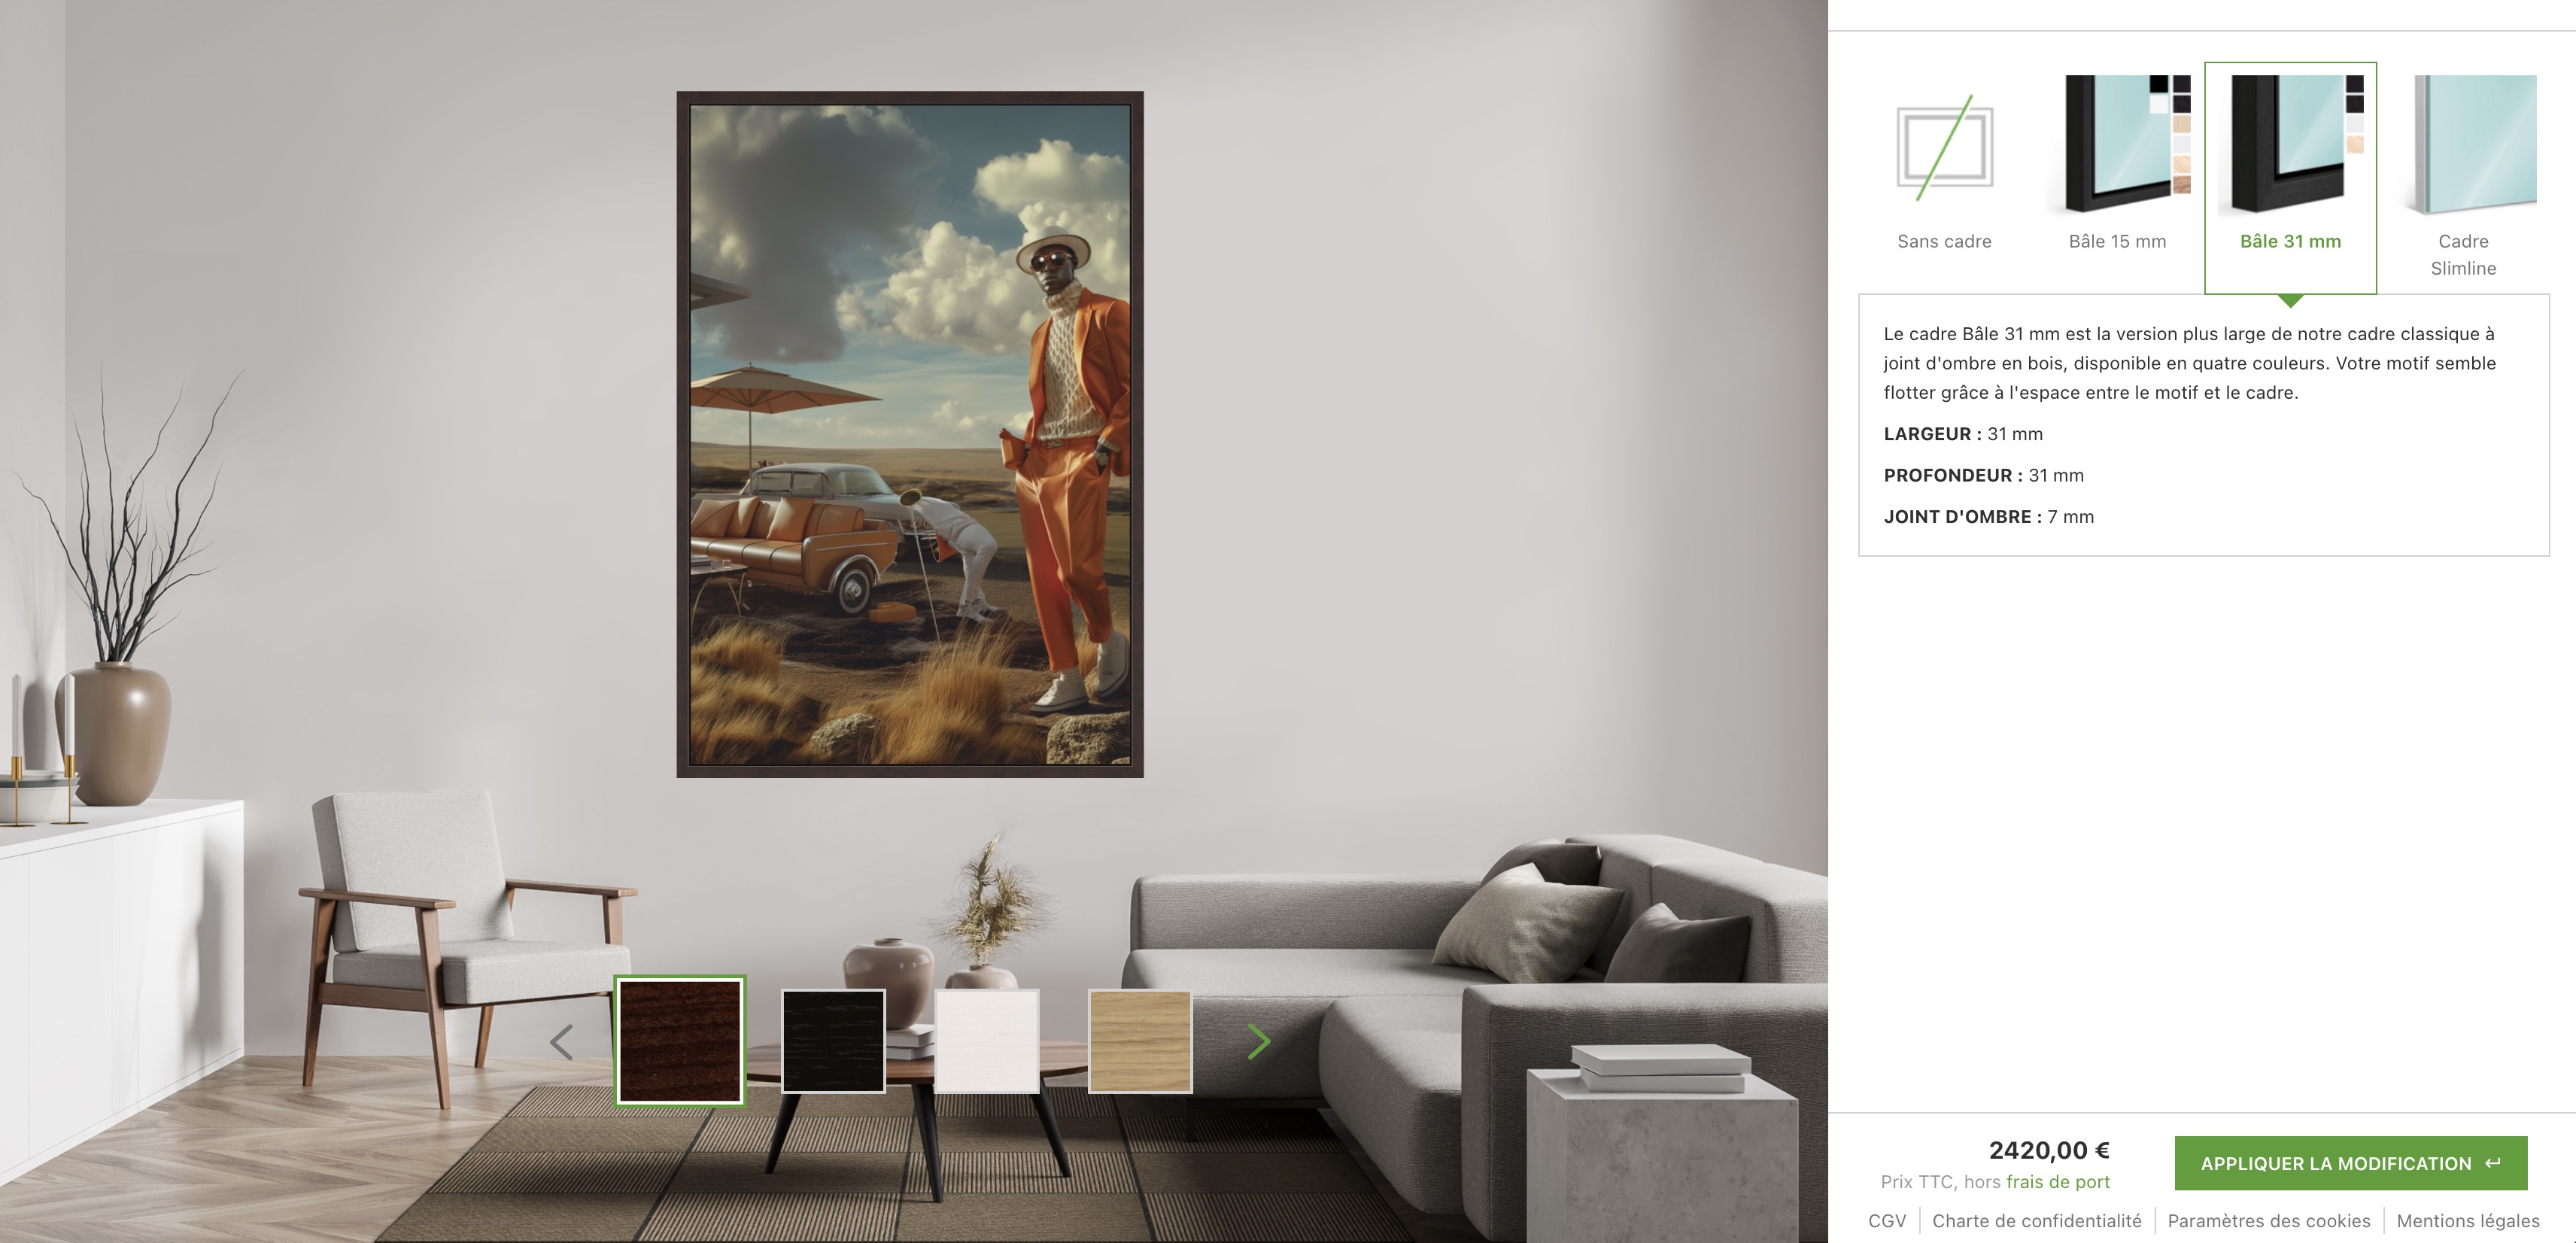 Sans cadre
Bâle 15 mm
Bâle 31 mm
Cadre
Slimline
Le cadre Bâle 31 mm est la version plus large de notre cadre classique à
joint d'ombre en bois, disponible en quatre couleurs. Votre motif semble
flotter grâce à l'espace entre le motif et le cadre.
LARGEUR : 31 mm
PROFONDEUR : 31 mm
JOINT D'OMBRE : 7 mm
2420,00 €
Prix TTC, hors frais de port
APPLIQUER LA MODIFICATION ↵
CGV | Charte de confidentialité | Paramètres des cookies | Mentions légales